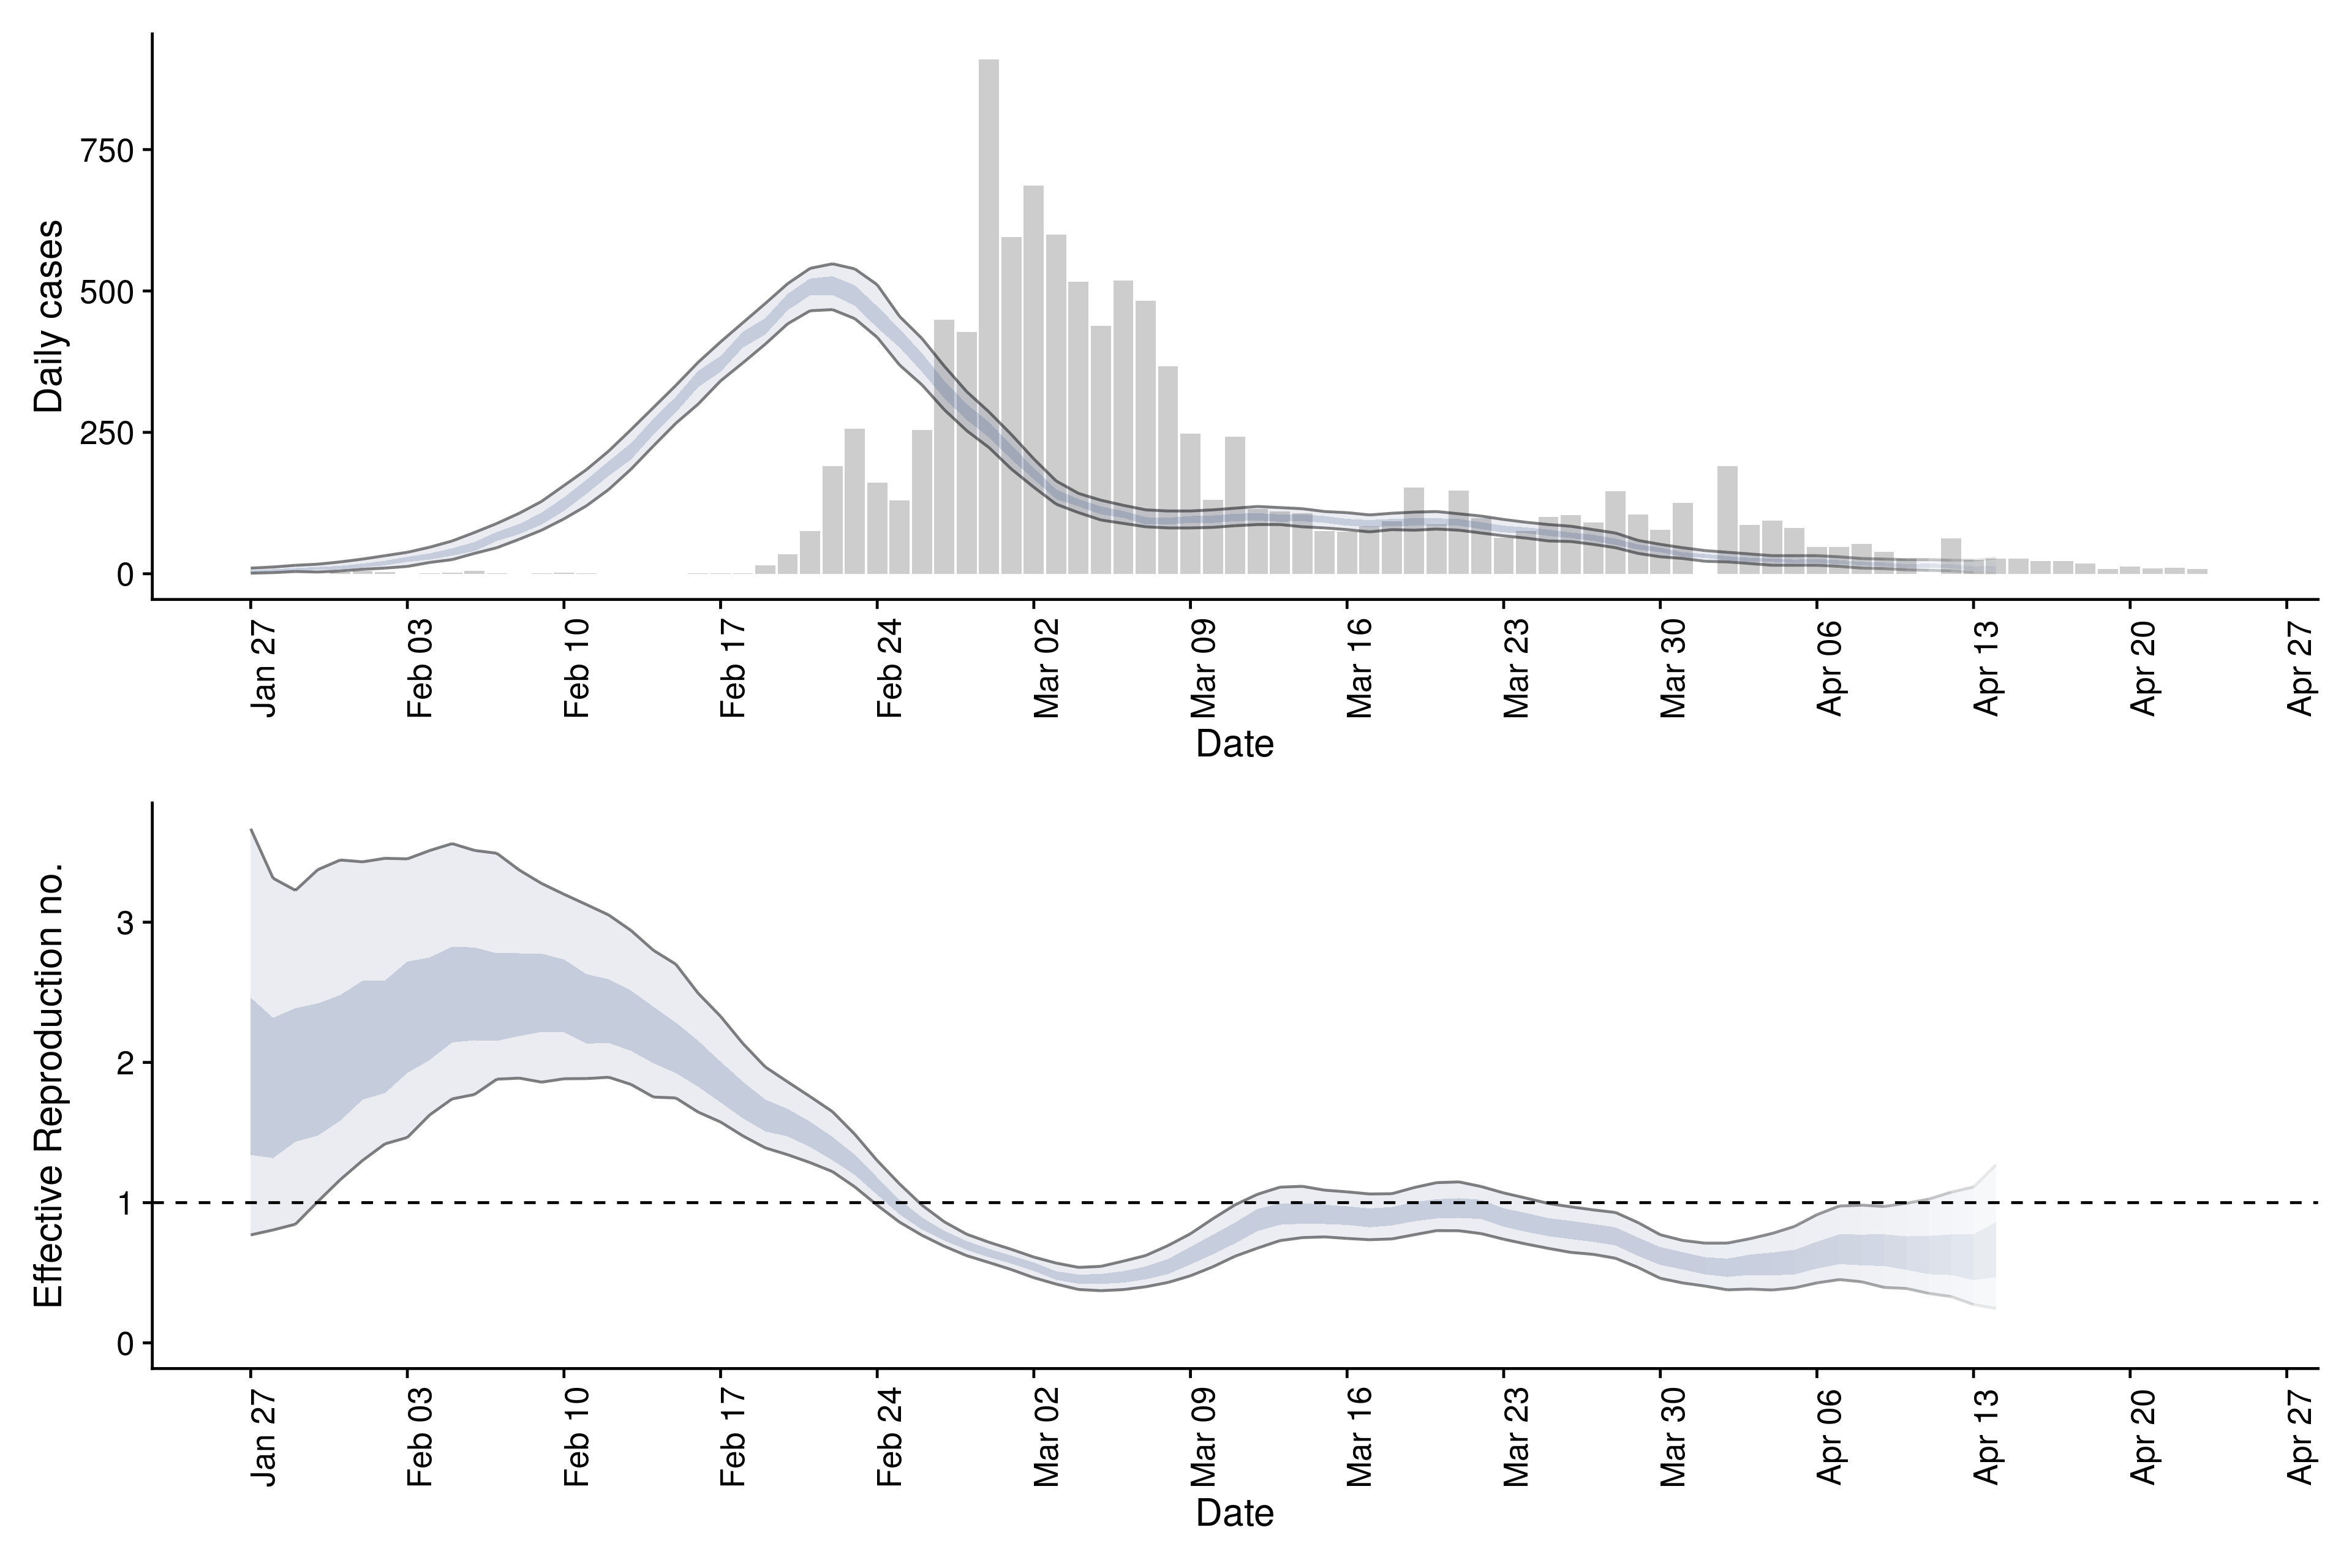 Daily cases
750
500
250
0
Jan 27
Feb 03
Feb 10
Feb 17
Feb 24
Mar 02
Mar 09
Mar 16
Mar 23
Mar 30
Apr 06
Apr 13
Apr 20
Apr 27
Date
Effective Reproduction no.
3
2
1
0
Jan 27
Feb 03
Feb 10
Feb 17
Feb 24
Mar 02
Mar 09
Mar 16
Mar 23
Mar 30
Apr 06
Apr 13
Apr 20
Apr 27
Date